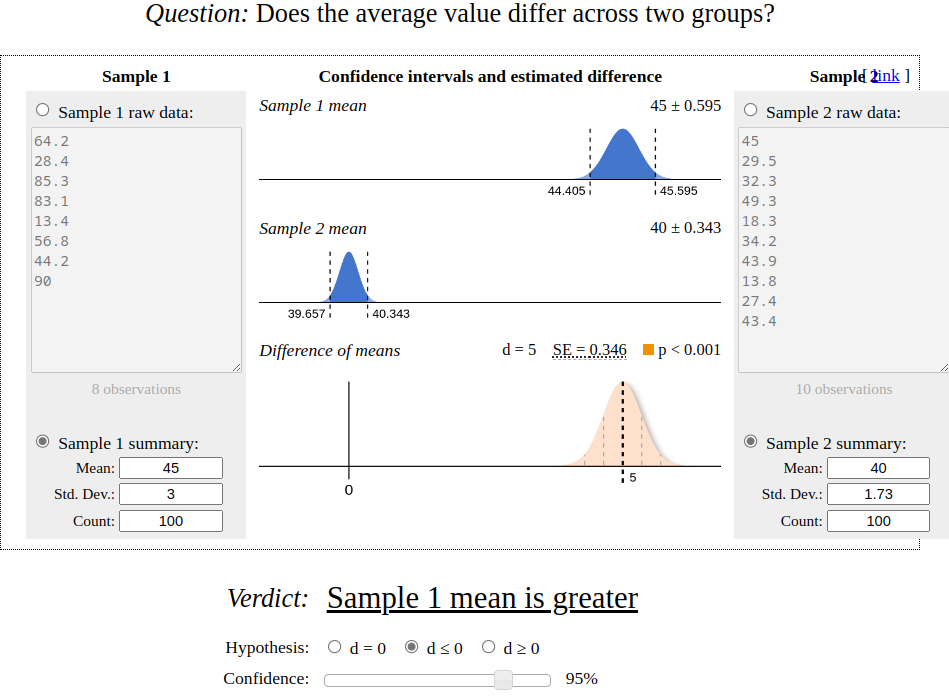 Question: Does the average value differ across two groups?
Sample 1
Confidence intervals and estimated difference
Sample 2
[ link ]
Sample 1 raw data:
64.2
28.4
85.3
83.1
13.4
56.8
44.2
90
8 observations
Sample 1 summary:
Mean: 45
Std. Dev.: 3
Count: 100
Sample 1 mean 45 ± 0.595
44.405 45.595
Sample 2 mean 40 ± 0.343
39.657 40.343
Difference of means d = 5 SE = 0.346 p < 0.001
5
0
Sample 2 raw data:
45
29.5
32.3
49.3
18.3
34.2
43.9
13.8
27.4
43.4
10 observations
Sample 2 summary:
Mean: 40
Std. Dev.: 1.73
Count: 100
Verdict: Sample 1 mean is greater
Hypothesis: d = 0 d ≤ 0 d ≥ 0
Confidence: 95%